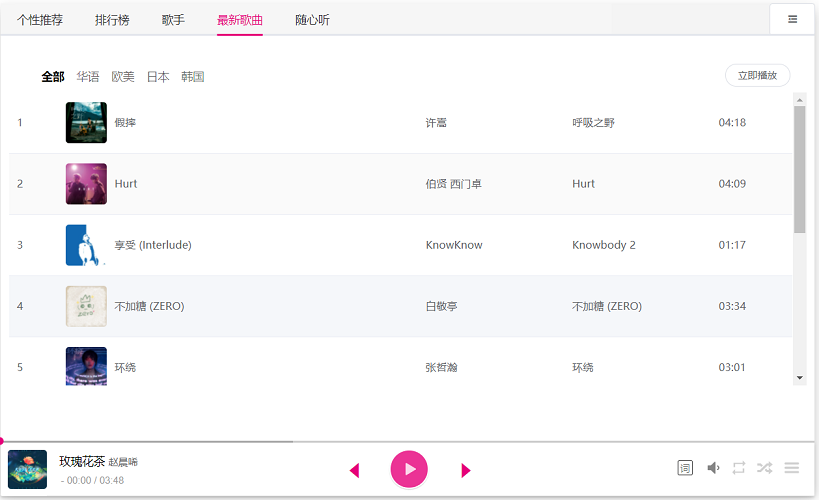 个性推荐 排行榜 歌手 最新歌曲 随心听
全部 华语 欧美 日本 韩国 立即播放
1 假摔 许嵩 呼吸之野 04:18
2 Hurt 伯贤 西门卓 Hurt 04:09
3 享受 (Interlude) KnowKnow Knowbody 2 01:17
4 不加糖 (ZERO) 白敬亭 不加糖 (ZERO) 03:34
5 环绕 张哲瀚 环绕 03:01
玫瑰花茶 赵晨晞
- 00:00 / 03:48
词